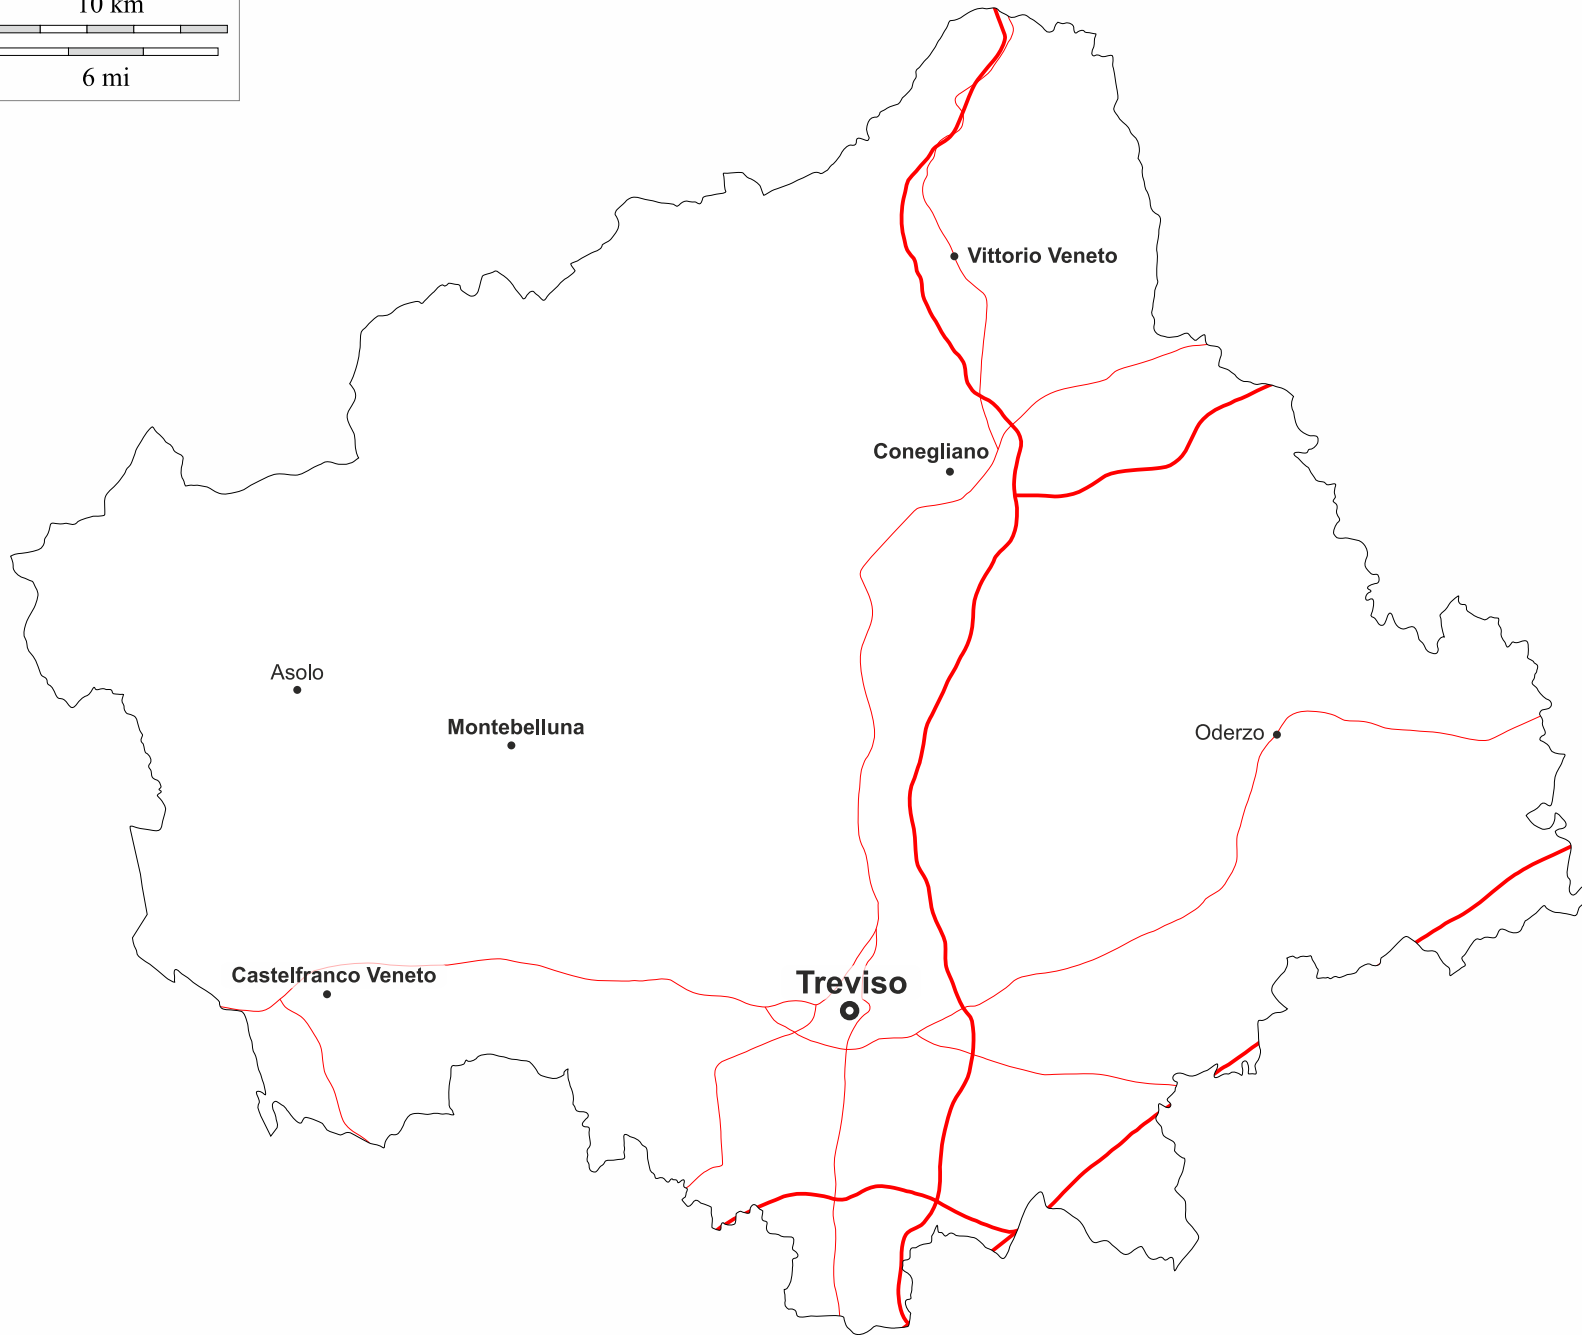 10 km
6 mi
Vittorio Veneto
Conegliano
Asolo
Montebelluna
Oderzo
Castelfranco Veneto
Treviso